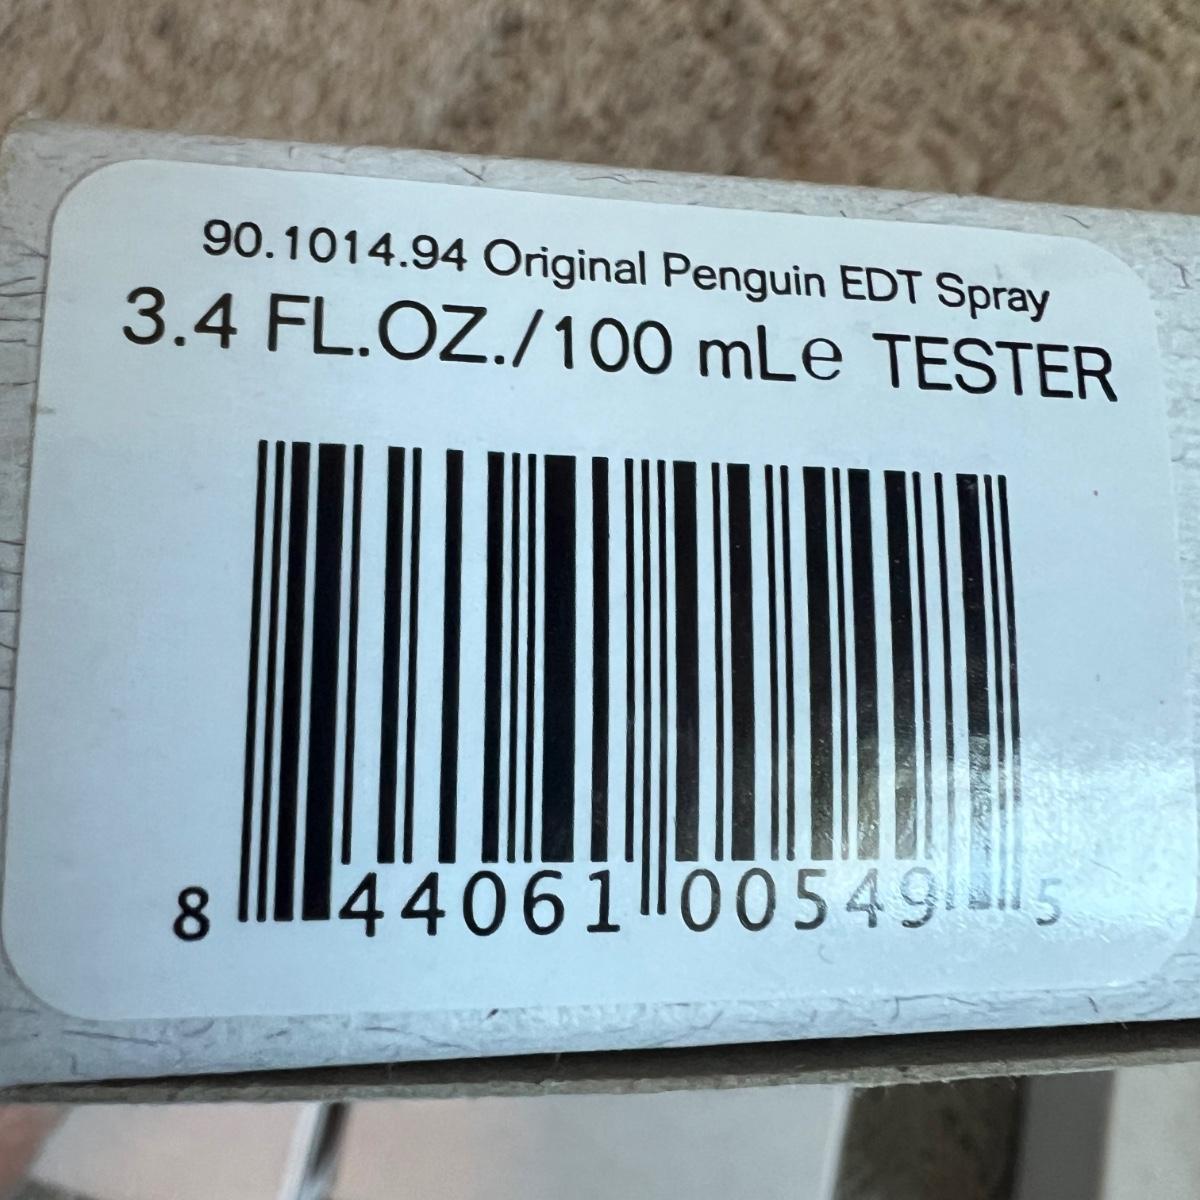 90.1014.94 Original Penguin EDT Spray
3.4 FL.OZ./100 mLe TESTER
8 44061 00549 5